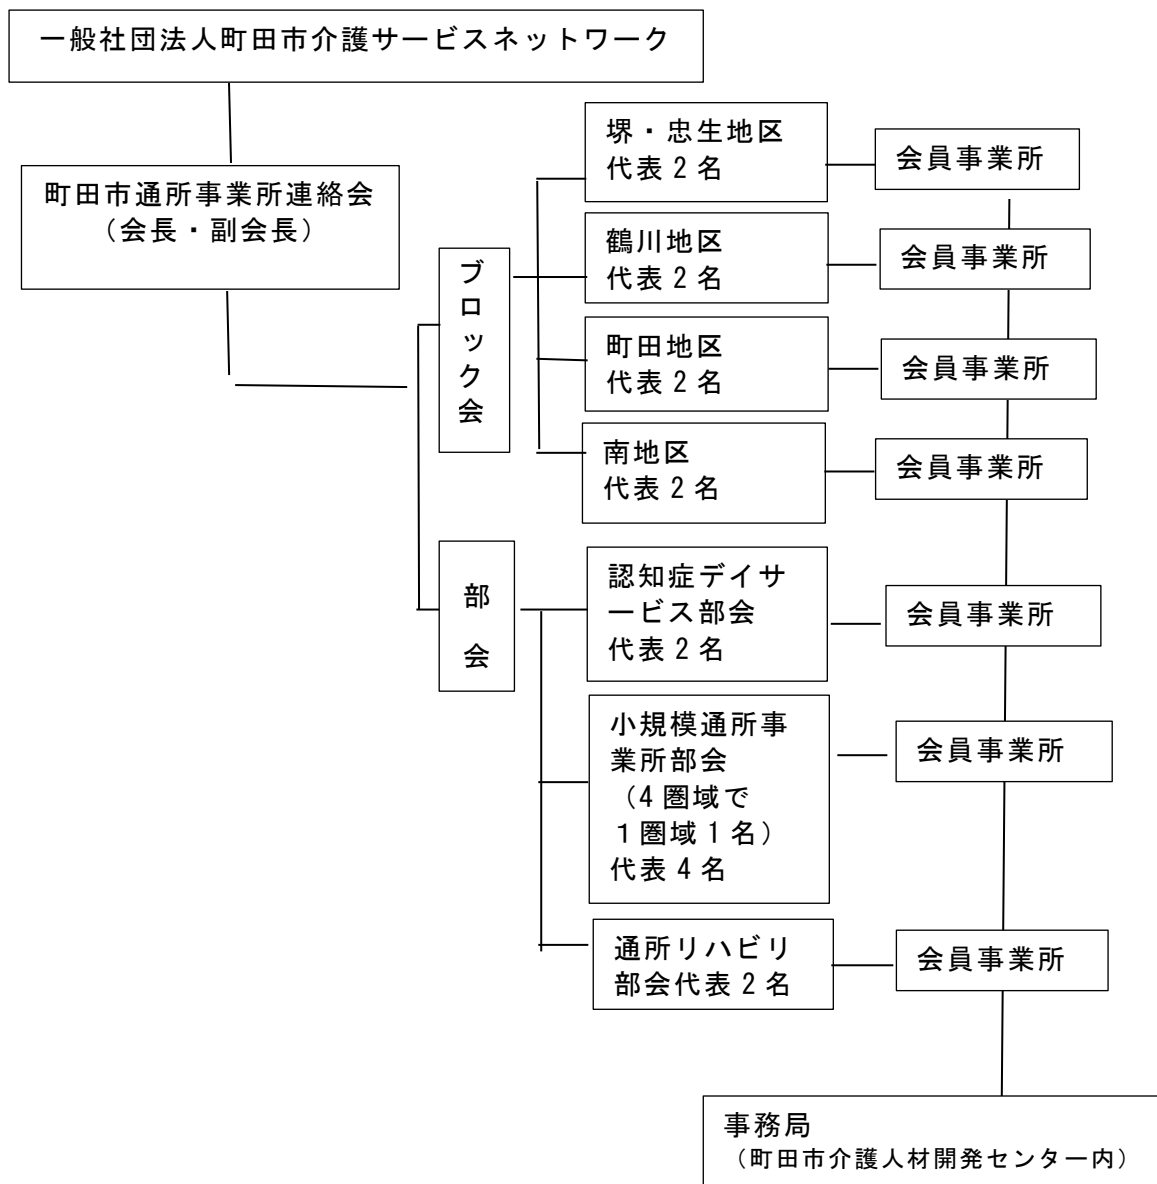 一般社団法人町田市介護サービスネットワーク
町田市通所事業所連絡会
（会長・副会長）
ブロック会
堺・忠生地区
代表２名
会員事業所
鶴川地区
代表２名
会員事業所
町田地区
代表２名
会員事業所
南地区
代表２名
会員事業所
部会
認知症デイサ
ービス部会
代表２名
会員事業所
小規模通所事
業所部会
（4 圏域で
１圏域１名）
代表４名
会員事業所
通所リハビリ
部会代表２名
会員事業所
事務局
（町田市介護人材開発センター内）